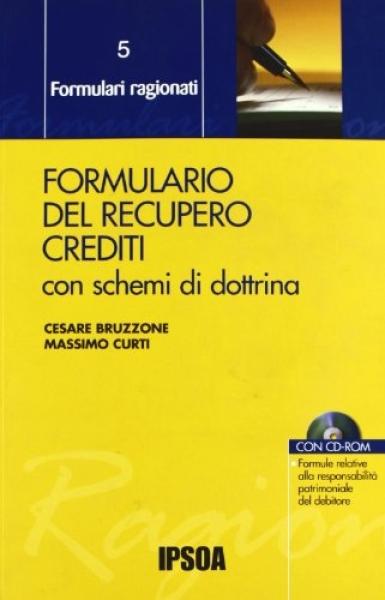 5
Formulari ragionati
FORMULARIO
DEL RECUPERO
CREDITI
con schemi di dottrina
CESARE BRUZZONE
MASSIMO CURTI
CON CD-ROM
Formule relative
alla responsabilità
patrimoniale
del debitore
Ragion
IPSOA